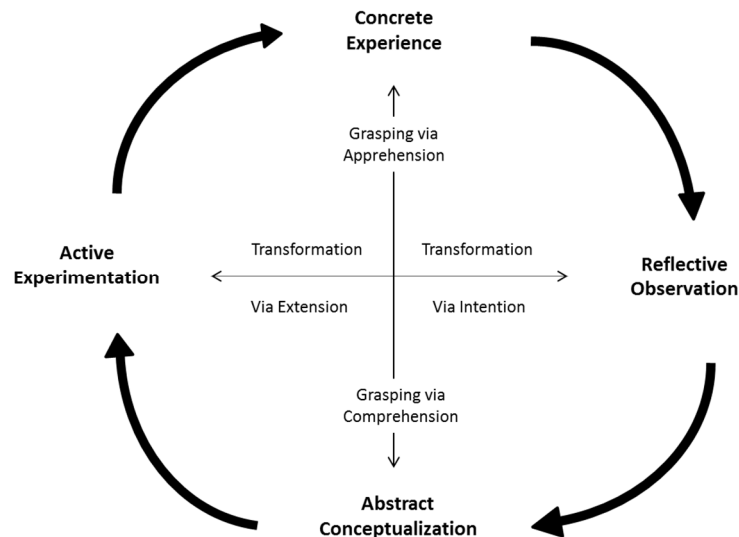 Concrete
Experience
Grasping via
Apprehension
Active
Experimentation
Transformation
Via Extension
Transformation
Via Intention
Reflective
Observation
Grasping via
Comprehension
Abstract
Conceptualization